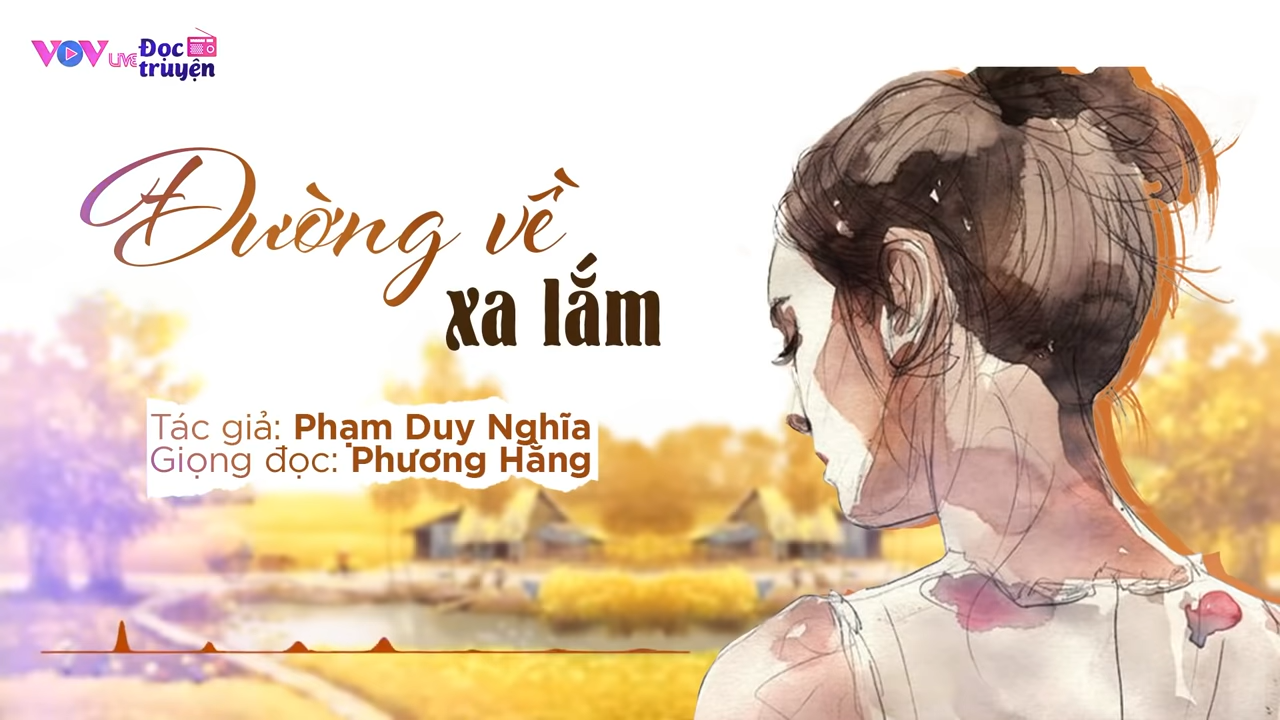 VOV LIVE Đọc
truyện
Đường về
xa lắm
Tác giả: Phạm Duy Nghĩa
Giọng đọc: Phương Hằng